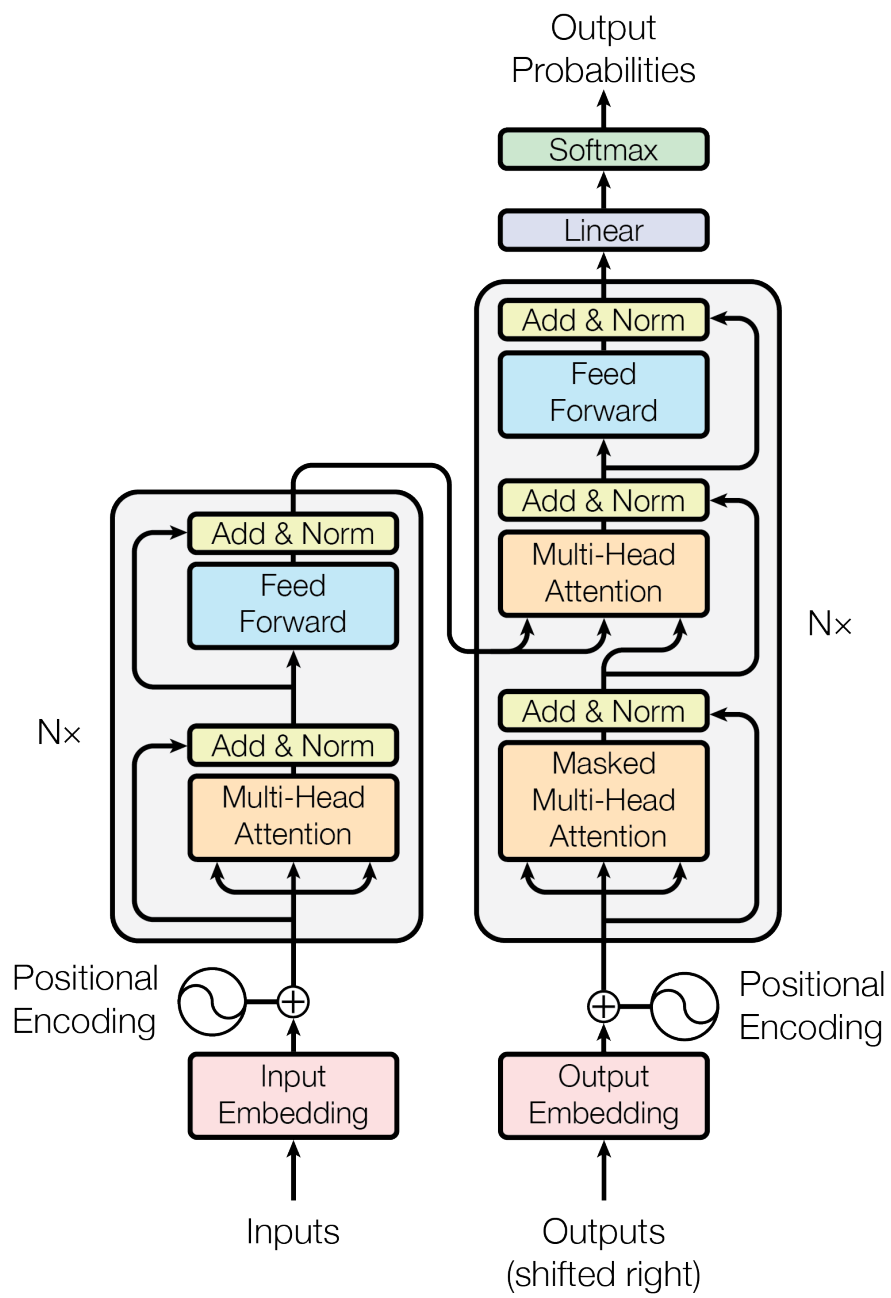 Output
Probabilities
Softmax
Linear
Add & Norm
Feed
Forward
Add & Norm
Multi-Head
Attention
Nx
Add & Norm
Masked
Multi-Head
Attention
Add & Norm
Feed
Forward
Nx
Add & Norm
Multi-Head
Attention
Positional
Encoding
Positional
Encoding
Input
Embedding
Output
Embedding
Inputs
Outputs
(shifted right)